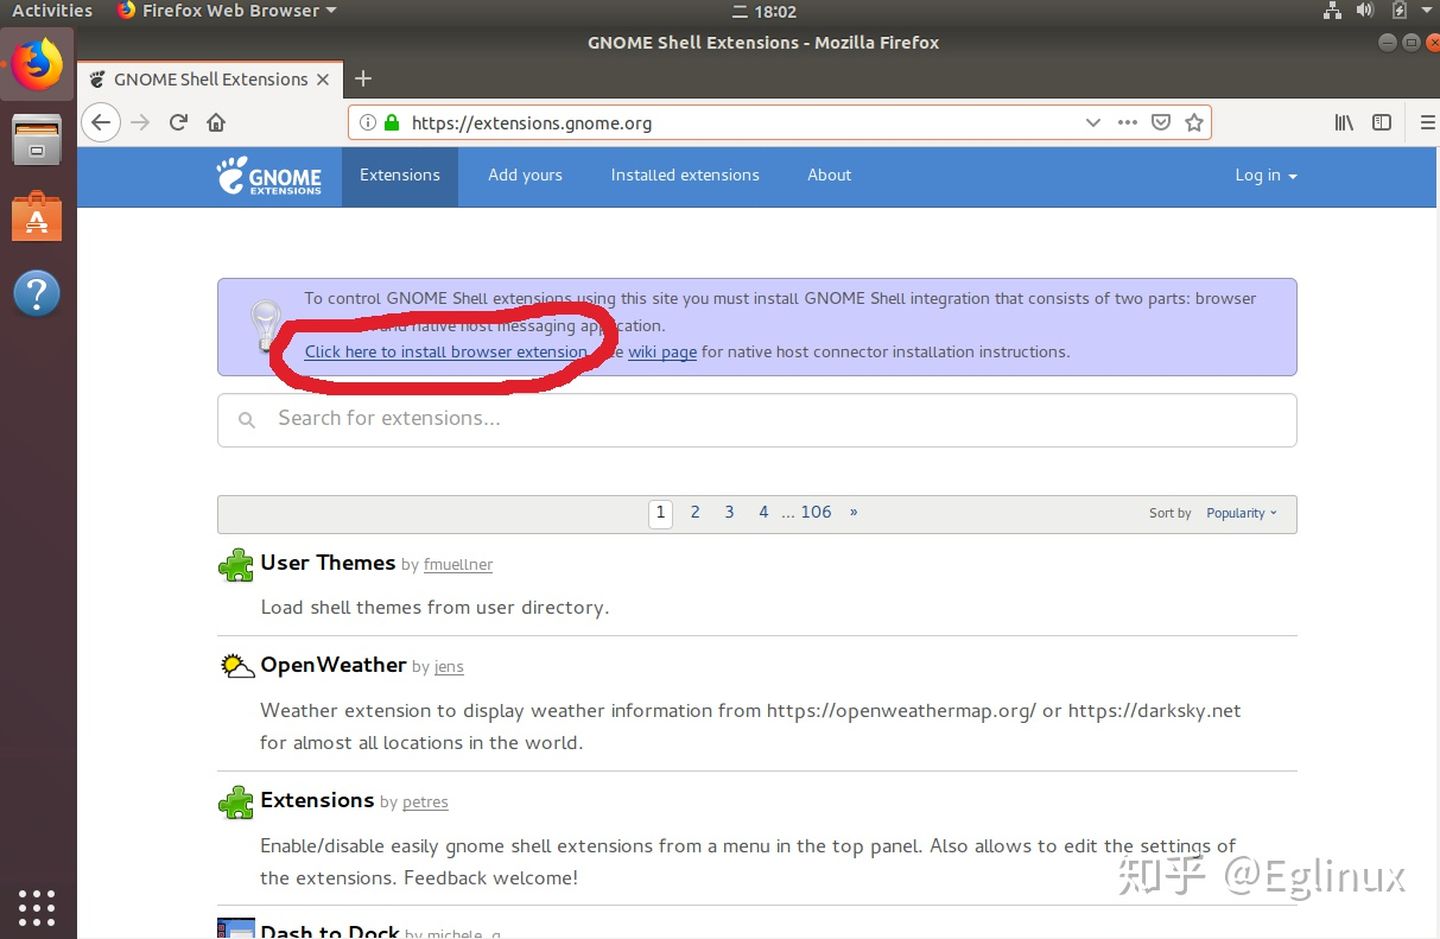 Activities Firefox Web Browser 二 18:02
GNOME Shell Extensions - Mozilla Firefox
GNOME Shell Extensions
https://extensions.gnome.org
GNOME
EXTENSIONS
Extensions Add yours Installed extensions About Log in
To control GNOME Shell extensions using this site you must install GNOME Shell integration that consists of two parts: browser
and native host messaging application.
Click here to install browser extension wiki page for native host connector installation instructions.
Search for extensions...
1 2 3 4 ... 106 » Sort by Popularity
User Themes by fmuellner
Load shell themes from user directory.
OpenWeather by jens
Weather extension to display weather information from https://openweathermap.org/ or https://darksky.net
for almost all locations in the world.
Extensions by petres
Enable/disable easily gnome shell extensions from a menu in the top panel. Also allows to edit the settings of
the extensions. Feedback welcome!
知乎 @Eglinux
Dash to Dock by michele_g